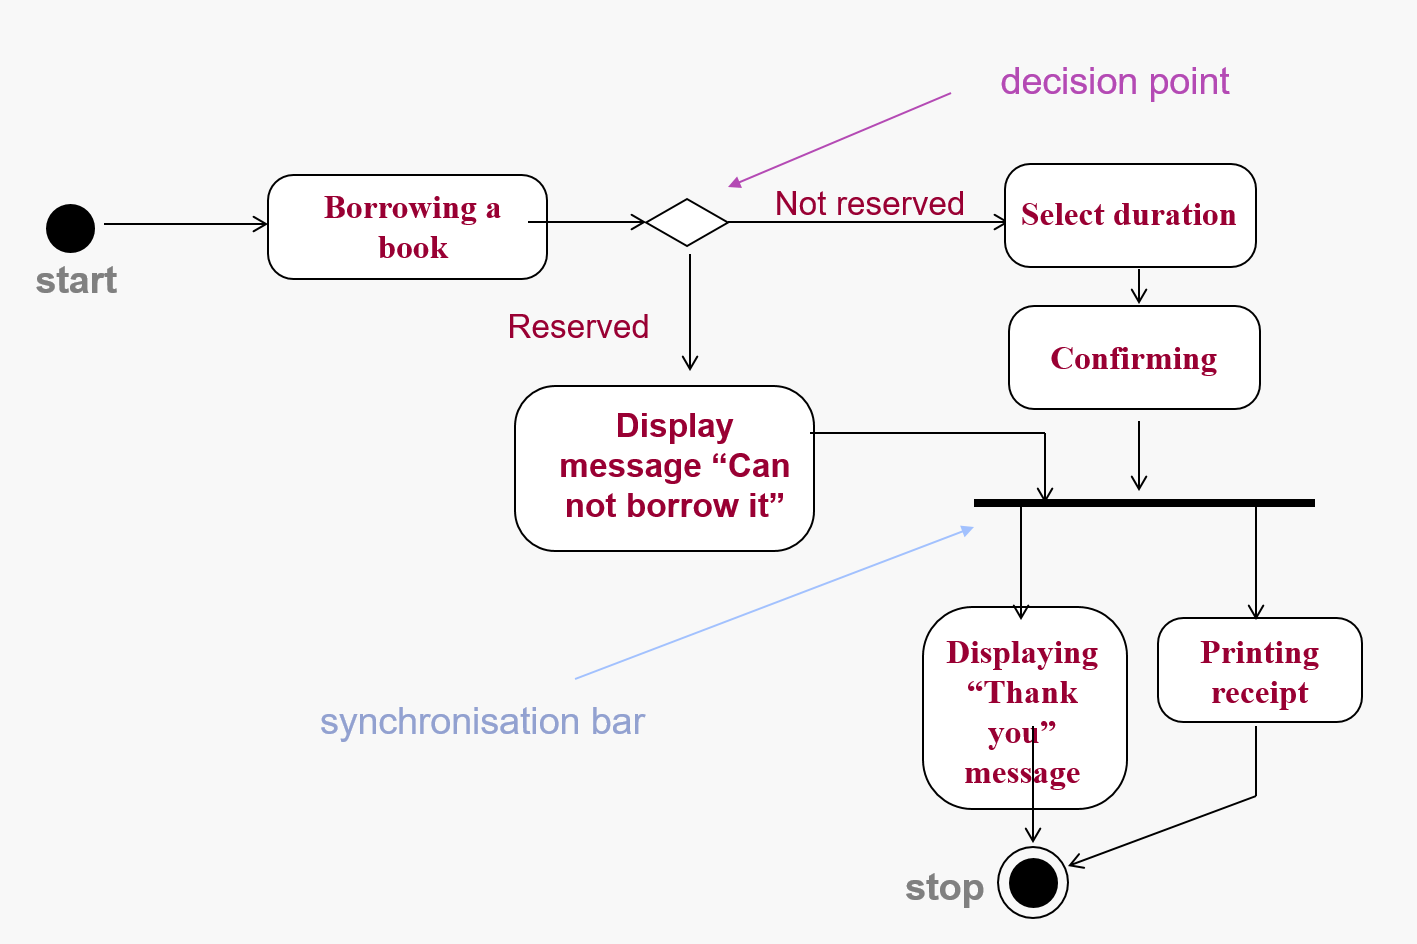 decision point
Borrowing a
book
Not reserved
Select duration
start
Reserved
Confirming
Display
message “Can
not borrow it”
Displaying
“Thank
you”
message
Printing
receipt
synchronisation bar
stop